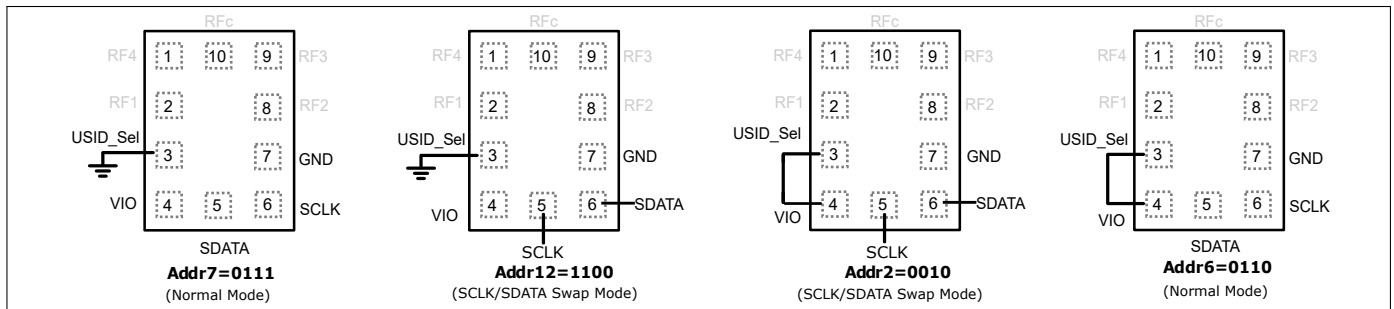 RFc
RF4 1 10 9 RF3
RF1 2 8 RF2
USID_Sel
3 7 GND
VIO 4 5 6 SCLK
SDATA
Addr7=0111
(Normal Mode)
RFc
RF4 1 10 9 RF3
RF1 2 8 RF2
USID_Sel
3 7 GND
VIO 4 5 6 SDATA
SCLK
Addr12=1100
(SCLK/SDATA Swap Mode)
RFc
RF4 1 10 9 RF3
RF1 2 8 RF2
USID_Sel
3 7 GND
VIO 4 5 6 SDATA
SCLK
Addr2=0010
(SCLK/SDATA Swap Mode)
RFc
RF4 1 10 9 RF3
RF1 2 8 RF2
USID_Sel
3 7 GND
VIO 4 5 6 SCLK
SDATA
Addr6=0110
(Normal Mode)